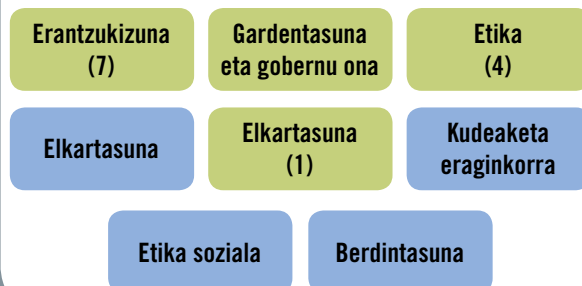 Erantzukizuna
(7)
Gardentasuna
eta gobernu ona
Etika
(4)
Elkartasuna
Elkartasuna
(1)
Kudeaketa
eraginkorra
Etika soziala
Berdintasuna